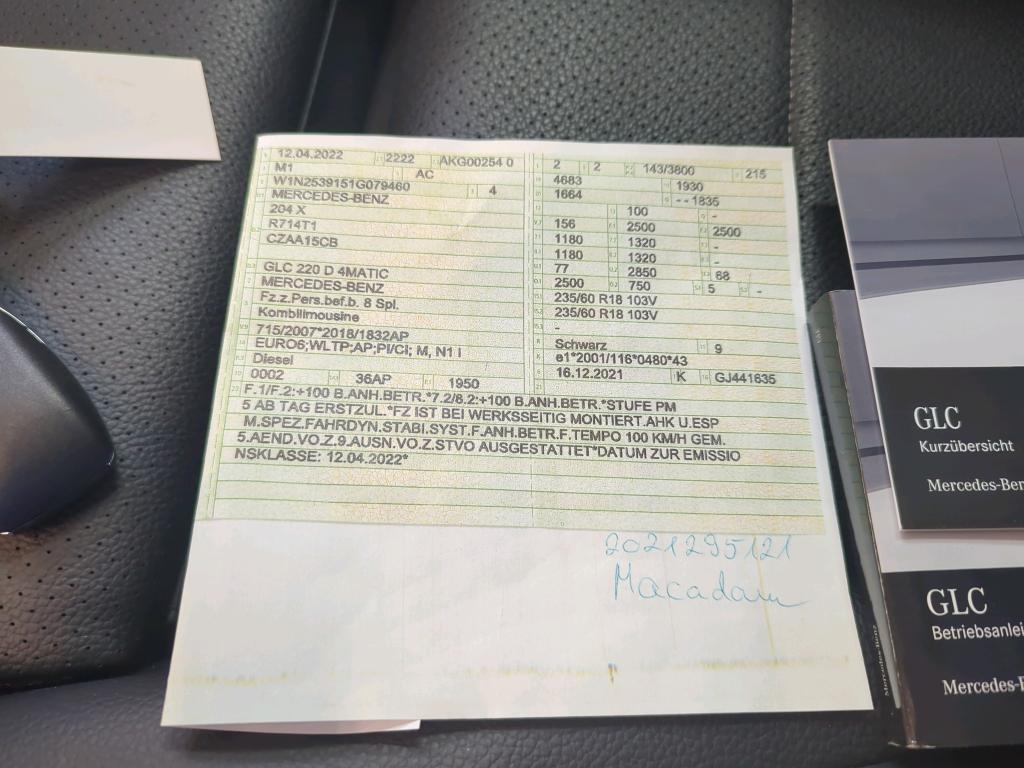 12.04.2022 2222 AKG00254 0
M1 AC
W1N2539151G079460 4
MERCEDES-BENZ
204 X
R714T1
CZAA15CB
GLC 220 D 4MATIC
MERCEDES-BENZ
Fz.z.Pers.bef.b. 8 Spl.
Kombilimousine
715/2007*2018/1832AP
EURO6;WLTP;AP;PI/CI; M, N1 I
Diesel
0002 36AP 1950
2 2 143/3800 215
4683 1930
1664 - - 1835
100 -
156 2500 2500
1180 1320 -
1180 1320 -
77 2850 68
2500 750 5 -
235/60 R18 103V
235/60 R18 103V
-
Schwarz 9
e1*2001/116*0480*43
16.12.2021 K GJ441635
F.1/F.2:+100 B.ANH.BETR.*7.2/8.2:+100 B.ANH.BETR.*STUFE PM
5 AB TAG ERSTZUL.*FZ IST BEI WERKSSEITIG MONTIERT.AHK U.ESP
M.SPEZ.FAHRDYN.STABI.SYST.F.ANH.BETR.F.TEMPO 100 KM/H GEM.
5.AEND.VO.Z.9.AUSN.VO.Z.STVO AUSGESTATTET*DATUM ZUR EMISSIO
NSKLASSE: 12.04.2022*
2021295121
Macadam
GLC
Kurzübersicht
Mercedes-Ben
GLC
Betriebsanlei
Mercedes-B
Mercedes-Benz